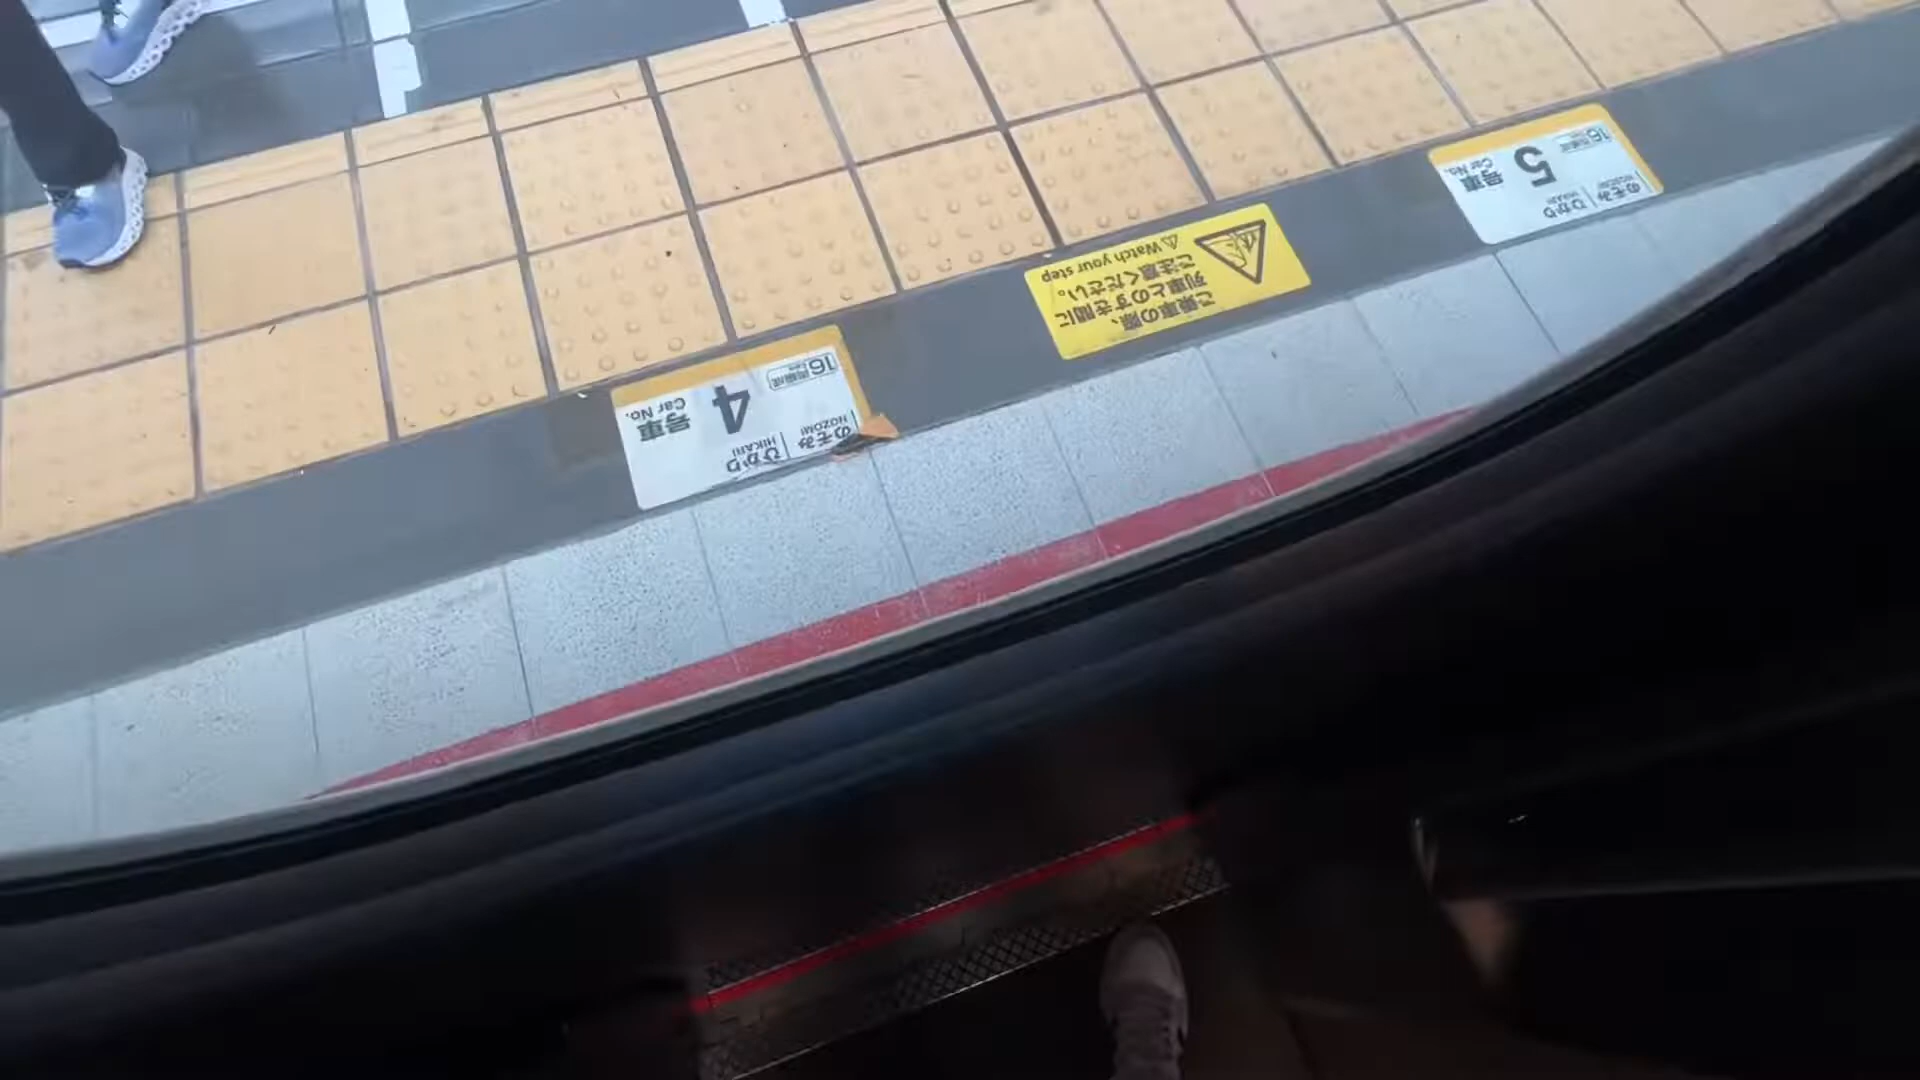 のぞみ | ひかり
NOZOMI HIKARI
16両編成 5 号車
Cars Car No.
ご乗車の際、
列車とのすき間に
ご注意ください。
⚠ Watch your step
のぞみ | ひかり
NOZOMI HIKARI
16両編成 4 号車
Cars Car No.